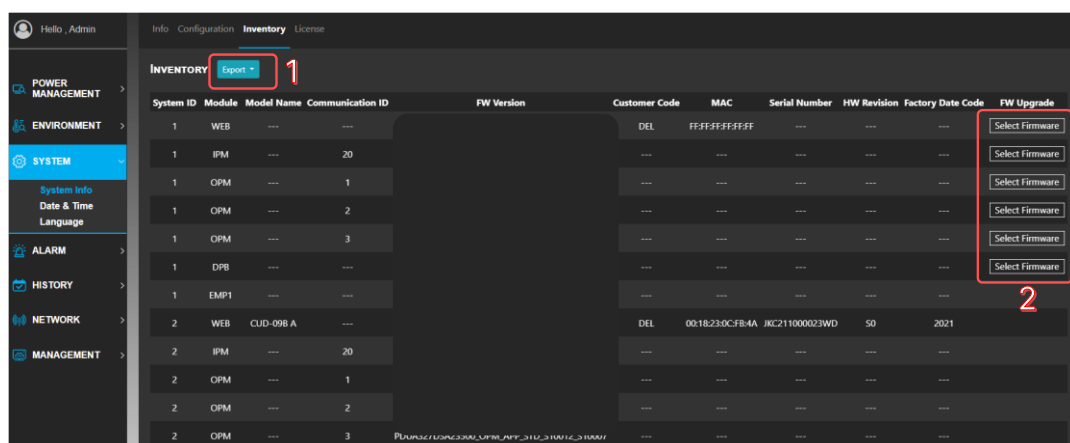 Hello , Admin
Info Configuration Inventory License
INVENTORY Export 1
POWER MANAGEMENT
ENVIRONMENT
SYSTEM
System Info
Date & Time
Language
ALARM
HISTORY
NETWORK
MANAGEMENT
System ID Module Model Name Communication ID FW Version Customer Code MAC Serial Number HW Revision Factory Date Code FW Upgrade
1 WEB --- --- DEL FF:FF:FF:FF:FF:FF --- --- --- Select Firmware
1 IPM --- 20 --- --- --- --- --- Select Firmware
1 OPM --- 1 --- --- --- --- --- Select Firmware
1 OPM --- 2 --- --- --- --- --- Select Firmware
1 OPM --- 3 --- --- --- --- --- Select Firmware
1 DPB --- --- --- --- --- --- --- Select Firmware
1 EMP1 --- --- --- --- --- --- ---
2
2 WEB CUD-09B A --- DEL 00:18:23:0C:FB:4A JKC211000023WD S0 2021
2 IPM --- 20 --- --- --- --- ---
2 OPM --- 1 --- --- --- --- ---
2 OPM --- 2 --- --- --- --- ---
2 OPM --- 3 --- --- --- --- ---